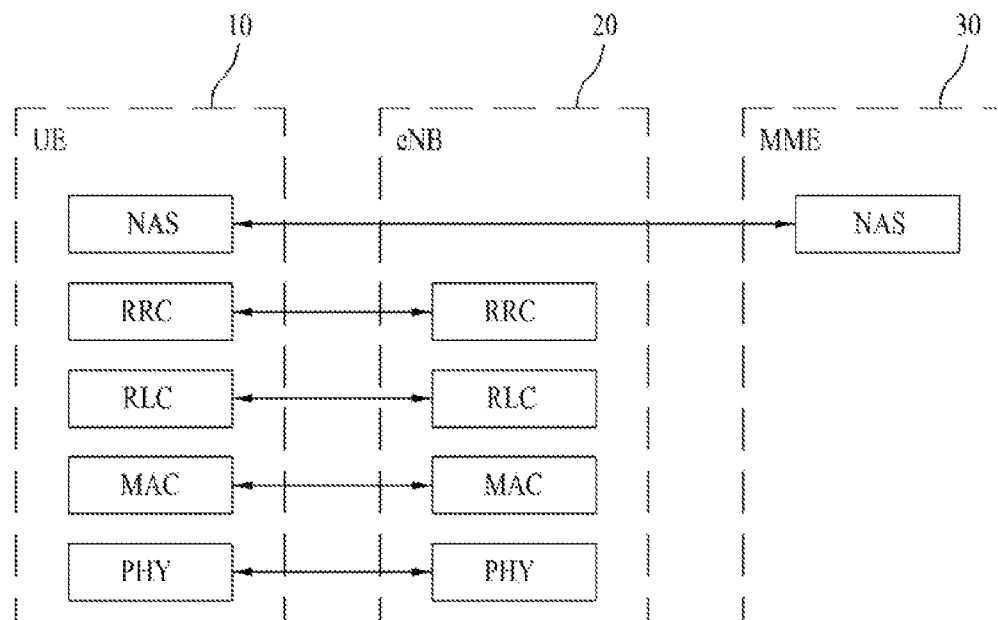 10 20 30
UE eNB MME
NAS NAS
RRC RRC
RLC RLC
MAC MAC
PHY PHY